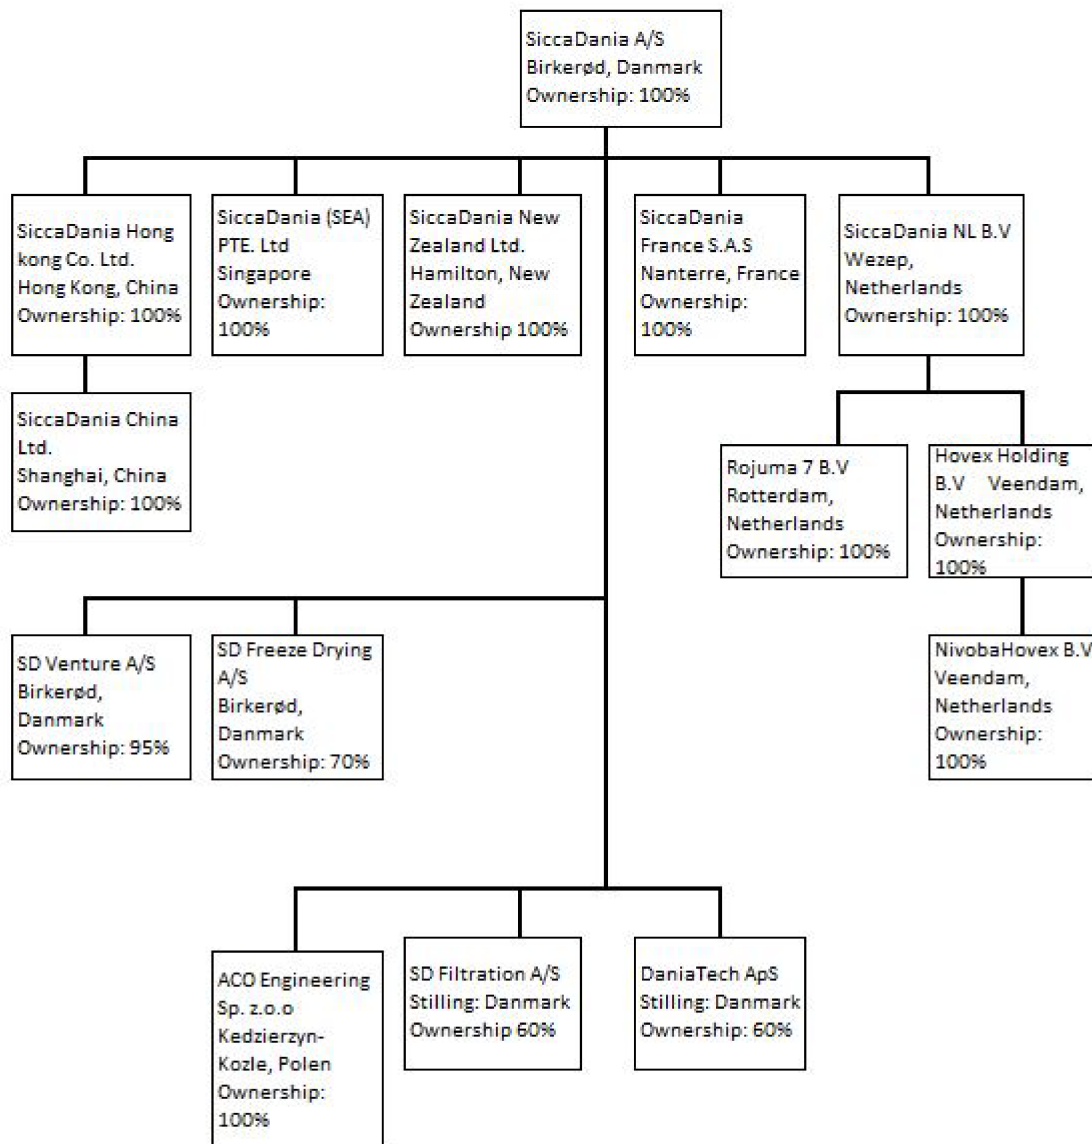 SiccaDania A/S
Birkerød, Danmark
Ownership: 100%
SiccaDania Hong
kong Co. Ltd.
Hong Kong, China
Ownership: 100%
SiccaDania (SEA)
PTE. Ltd
Singapore
Ownership:
100%
SiccaDania New
Zealand Ltd.
Hamilton, New
Zealand
Ownership 100%
SiccaDania
France S.A.S
Nanterre, France
Ownership:
100%
SiccaDania NL B.V
Wezep,
Netherlands
Ownership: 100%
SiccaDania China
Ltd.
Shanghai, China
Ownership: 100%
Rojuma 7 B.V
Rotterdam,
Netherlands
Ownership: 100%
Hovex Holding
B.V Veendam,
Netherlands
Ownership:
100%
SD Venture A/S
Birkerød,
Danmark
Ownership: 95%
SD Freeze Drying
A/S
Birkerød,
Danmark
Ownership: 70%
NivobaHovex B.V
Veendam,
Netherlands
Ownership:
100%
ACO Engineering
Sp. z.o.o
Kedzierzyn-
Kozle, Polen
Ownership:
100%
SD Filtration A/S
Stilling: Danmark
Ownership 60%
DaniaTech ApS
Stilling: Danmark
Ownership: 60%